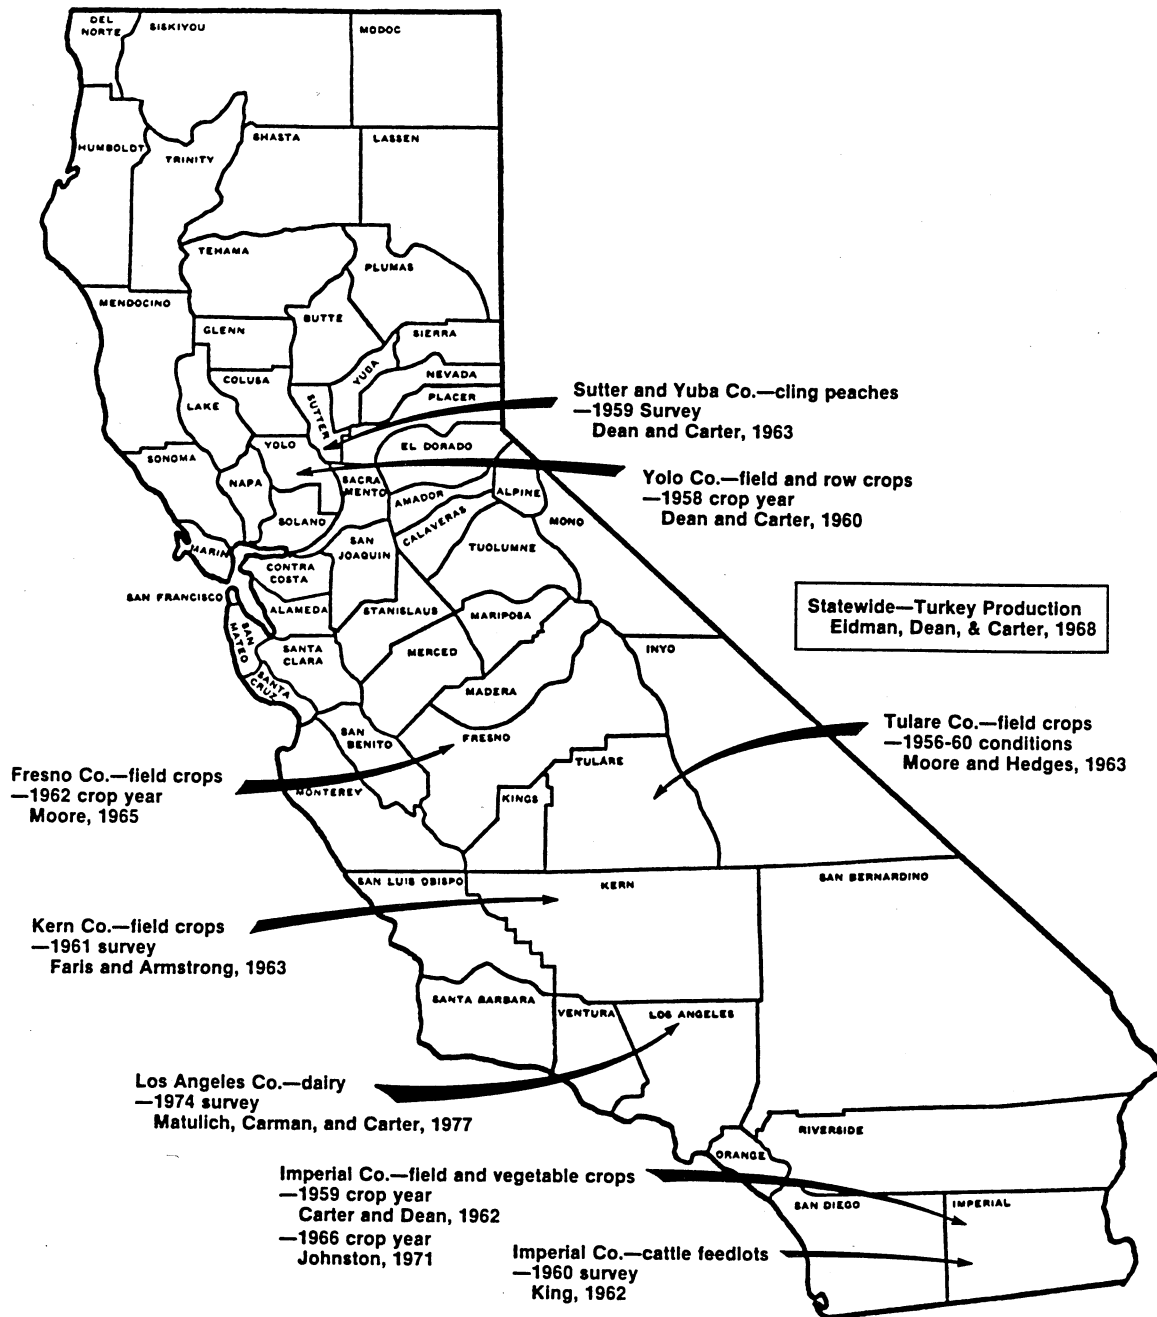 DEL
NORTE
SISKIYOU
MODOC
HUMBOLDT
TRINITY
SHASTA
LASSEN
TEHAMA
PLUMAS
MENDOCINO
GLENN
BUTTE
SIERRA
YUBA
NEVADA
COLUSA
PLACER
LAKE
SUTTER
Sutter and Yuba Co.—cling peaches
—1959 Survey
Dean and Carter, 1963
SONOMA
YOLO
EL DORADO
NAPA
SACRA
MENTO
AMADOR
ALPINE
Yolo Co.—field and row crops
—1958 crop year
Dean and Carter, 1960
SOLANO
CALAVERAS
MONO
MARIN
SAN
JOAQUIN
TUOLUMNE
CONTRA
COSTA
SAN FRANCISCO
ALAMEDA
STANISLAUS
MARIPOSA
Statewide—Turkey Production
Eidman, Dean, & Carter, 1968
SAN
MATEO
SANTA
CLARA
MERCED
INYO
SANTA
CRUZ
MADERA
SAN
BENITO
FRESNO
Tulare Co.—field crops
—1956-60 conditions
Moore and Hedges, 1963
TULARE
Fresno Co.—field crops
—1962 crop year
Moore, 1965
MONTEREY
KINGS
SAN LUIS OBISPO
KERN
SAN BERNARDINO
Kern Co.—field crops
—1961 survey
Faris and Armstrong, 1963
SANTA BARBARA
VENTURA
LOS ANGELES
Los Angeles Co.—dairy
—1974 survey
Matulich, Carman, and Carter, 1977
RIVERSIDE
ORANGE
Imperial Co.—field and vegetable crops
—1959 crop year
Carter and Dean, 1962
—1966 crop year
Johnston, 1971
SAN DIEGO
IMPERIAL
Imperial Co.—cattle feedlots
—1960 survey
King, 1962